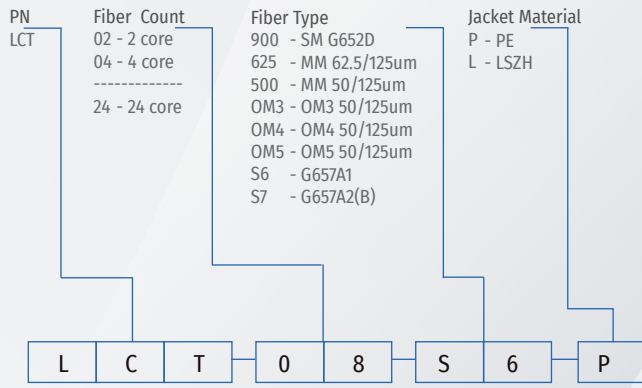 PN
LCT
Fiber Count
02 - 2 core
04 - 4 core
-------------
24 - 24 core
Fiber Type
900 - SM G652D
625 - MM 62.5/125um
500 - MM 50/125um
OM3 - OM3 50/125um
OM4 - OM4 50/125um
OM5 - OM5 50/125um
S6 - G657A1
S7 - G657A2(B)
Jacket Material
P - PE
L - LSZH
L C T - 0 8 - S 6 - P